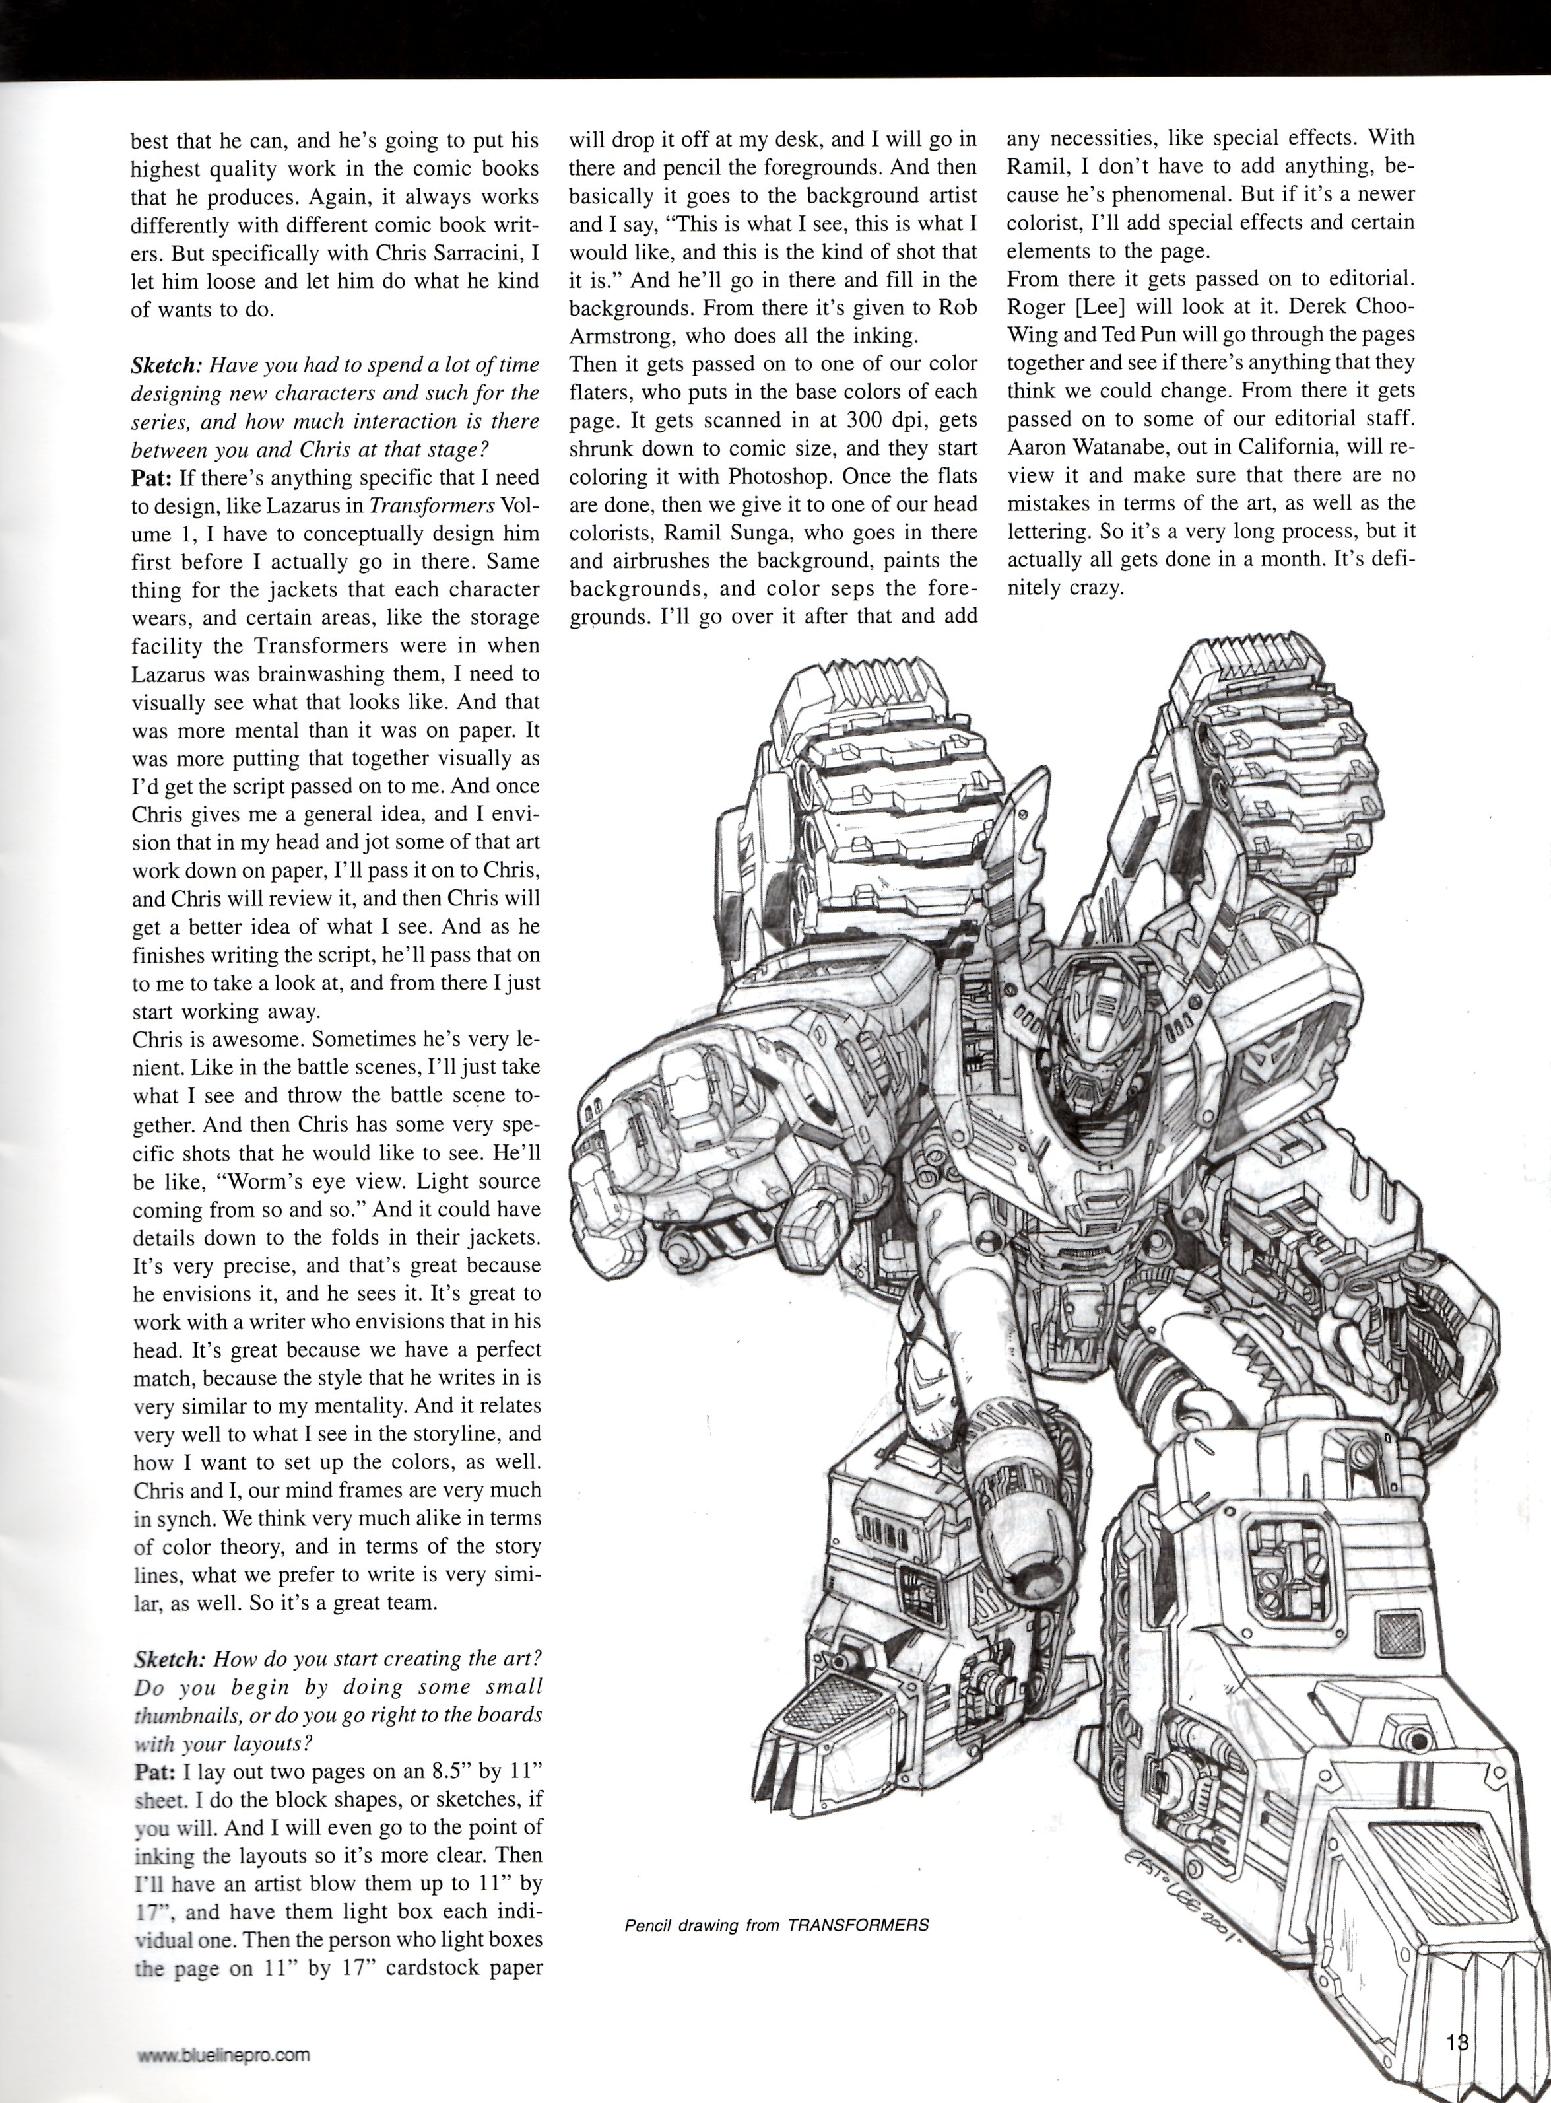 best that he can, and he's going to put his
highest quality work in the comic books
that he produces. Again, it always works
differently with different comic book writ-
ers. But specifically with Chris Sarracini, I
let him loose and let him do what he kind
of wants to do.
Sketch: Have you had to spend a lot of time
designing new characters and such for the
series, and how much interaction is there
between you and Chris at that stage?
Pat: If there's anything specific that I need
to design, like Lazarus in Transformers Vol-
ume 1, I have to conceptually design him
first before I actually go in there. Same
thing for the jackets that each character
wears, and certain areas, like the storage
facility the Transformers were in when
Lazarus was brainwashing them, I need to
visually see what that looks like. And that
was more mental than it was on paper. It
was more putting that together visually as
I'd get the script passed on to me. And once
Chris gives me a general idea, and I envi-
sion that in my head and jot some of that art
work down on paper, I'll pass it on to Chris,
and Chris will review it, and then Chris will
get a better idea of what I see. And as he
finishes writing the script, he'll pass that on
to me to take a look at, and from there I just
start working away.
Chris is awesome. Sometimes he's very le-
nient. Like in the battle scenes, I'll just take
what I see and throw the battle scene to-
gether. And then Chris has some very spe-
cific shots that he would like to see. He'll
be like, “Worm's eye view. Light source
coming from so and so.” And it could have
details down to the folds in their jackets.
It's very precise, and that's great because
he envisions it, and he sees it. It's great to
work with a writer who envisions that in his
head. It's great because we have a perfect
match, because the style that he writes in is
very similar to my mentality. And it relates
very well to what I see in the storyline, and
how I want to set up the colors, as well.
Chris and I, our mind frames are very much
in synch. We think very much alike in terms
of color theory, and in terms of the story
lines, what we prefer to write is very simi-
lar, as well. So it's a great team.
Sketch: How do you start creating the art?
Do you begin by doing some small
thumbnails, or do you go right to the boards
with your layouts?
Pat: I lay out two pages on an 8.5” by 11”
sheet. I do the block shapes, or sketches, if
you will. And I will even go to the point of
inking the layouts so it's more clear. Then
I'll have an artist blow them up to 11” by
17”, and have them light box each indi-
vidual one. Then the person who light boxes
the page on 11” by 17” cardstock paper
will drop it off at my desk, and I will go in
there and pencil the foregrounds. And then
basically it goes to the background artist
and I say, “This is what I see, this is what I
would like, and this is the kind of shot that
it is.” And he'll go in there and fill in the
backgrounds. From there it's given to Rob
Armstrong, who does all the inking.
Then it gets passed on to one of our color
flaters, who puts in the base colors of each
page. It gets scanned in at 300 dpi, gets
shrunk down to comic size, and they start
coloring it with Photoshop. Once the flats
are done, then we give it to one of our head
colorists, Ramil Sunga, who goes in there
and airbrushes the background, paints the
backgrounds, and color seps the fore-
grounds. I'll go over it after that and add
any necessities, like special effects. With
Ramil, I don't have to add anything, be-
cause he's phenomenal. But if it's a newer
colorist, I'll add special effects and certain
elements to the page.
From there it gets passed on to editorial.
Roger [Lee] will look at it. Derek Choo-
Wing and Ted Pun will go through the pages
together and see if there's anything that they
think we could change. From there it gets
passed on to some of our editorial staff.
Aaron Watanabe, out in California, will re-
view it and make sure that there are no
mistakes in terms of the art, as well as the
lettering. So it's a very long process, but it
actually all gets done in a month. It's defi-
nitely crazy.
PAT LEE 2001.
Pencil drawing from TRANSFORMERS
www.bluelinepro.com
13